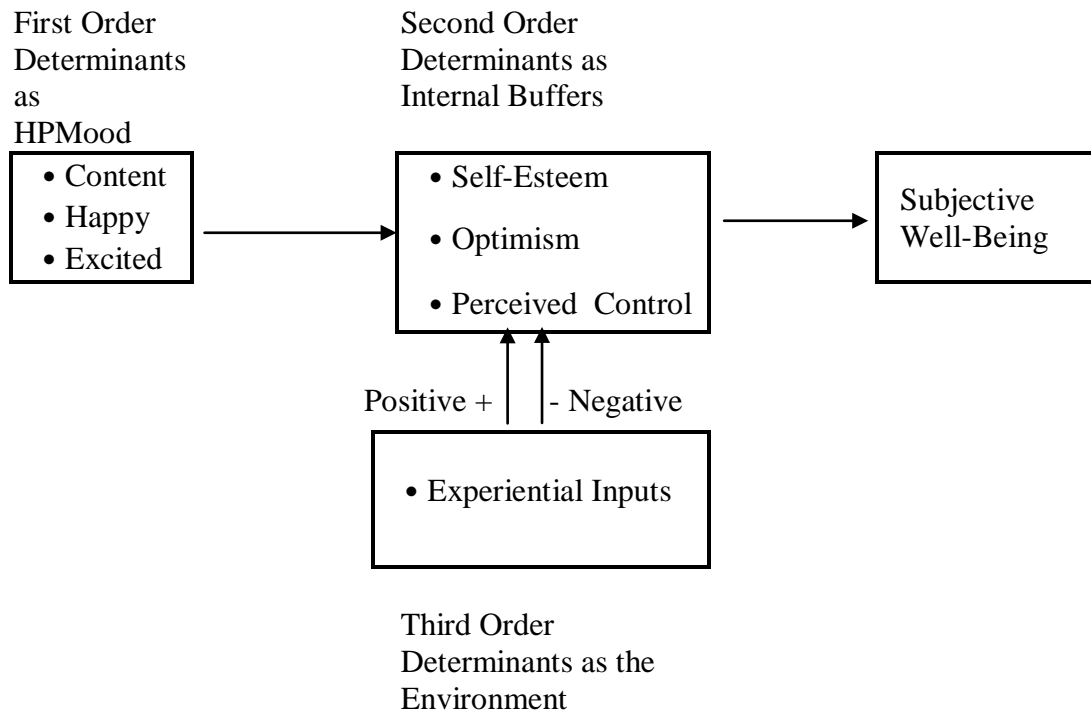 First Order
Determinants
as
HPMood
• Content
• Happy
• Excited
Second Order
Determinants as
Internal Buffers
• Self-Esteem
• Optimism
• Perceived Control
Subjective
Well-Being
Positive +
- Negative
• Experiential Inputs
Third Order
Determinants as the
Environment